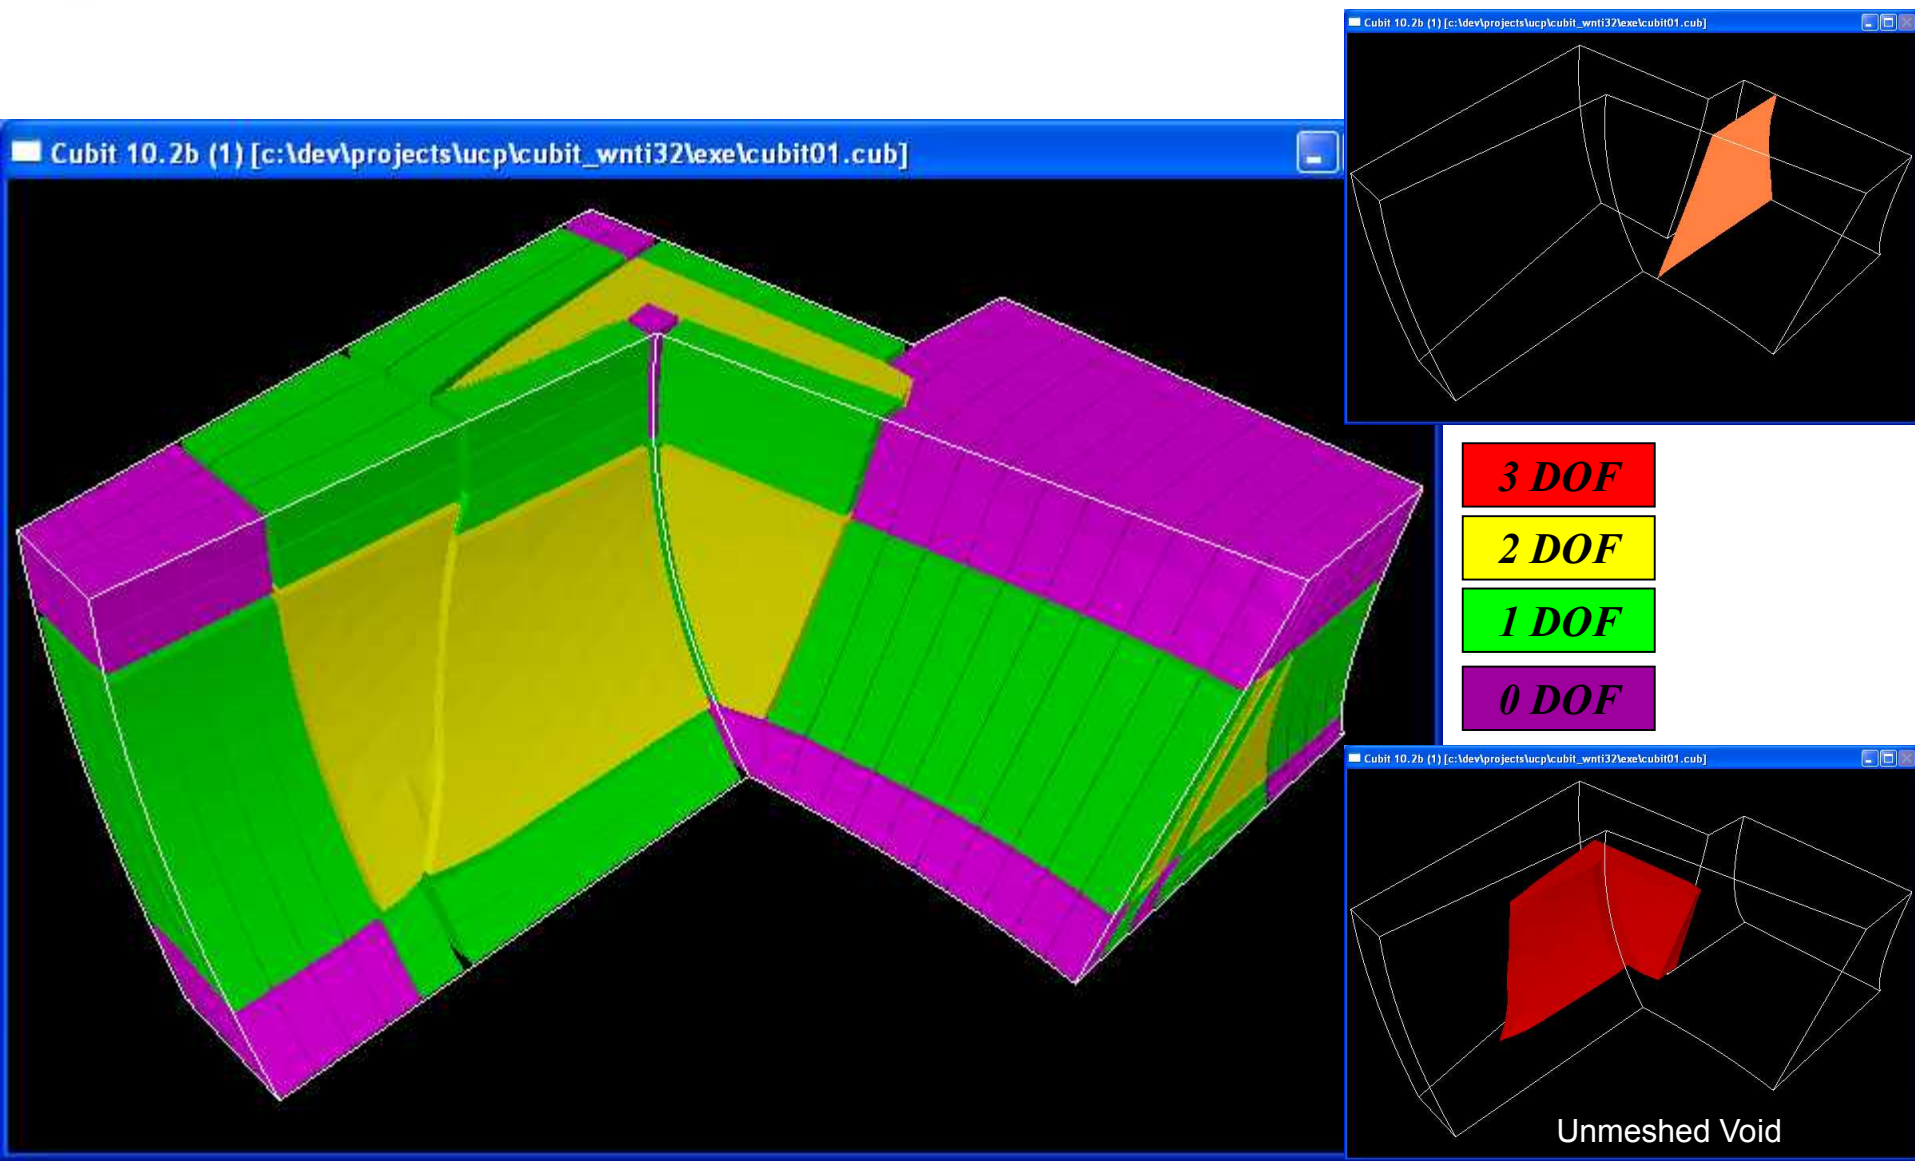 Cubit 10.2b (1) [c:\dev\projects\ucp\cubit_wnti32\exe\cubit01.cub]
Cubit 10.2b (1) [c:\dev\projects\ucp\cubit_wnti32\exe\cubit01.cub]
3 DOF
2 DOF
1 DOF
0 DOF
Cubit 10.2b (1) [c:\dev\projects\ucp\cubit_wnti32\exe\cubit01.cub]
Unmeshed Void